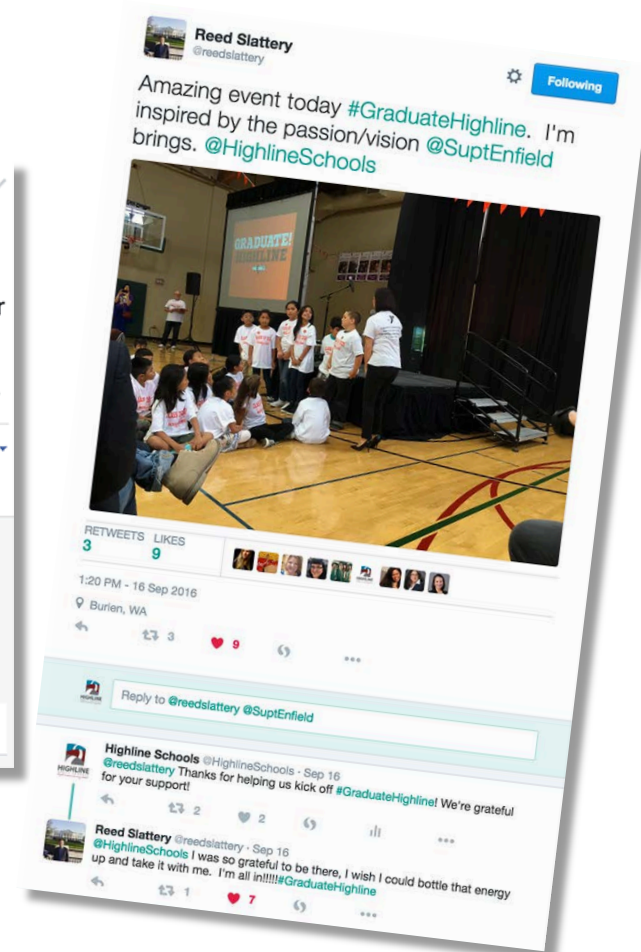 Reed Slattery
@reedslattery
Following
Amazing event today #GraduateHighline. I'm
inspired by the passion/vision @SuptEnfield
brings. @HighlineSchools
GRADUATE!
HIGHLINE
RETWEETS LIKES
3 9
1:20 PM - 16 Sep 2016
Burien, WA
3 9
Reply to @reedslattery @SuptEnfield
Highline Schools @HighlineSchools · Sep 16
@reedslattery Thanks for helping us kick off #GraduateHighline! We're grateful
for your support!
2 2
HIGHLINE
Reed Slattery @reedslattery · Sep 16
@HighlineSchools I was so grateful to be there, I wish I could bottle that energy
up and take it with me. I'm all in!!!!!#GraduateHighline
1 7